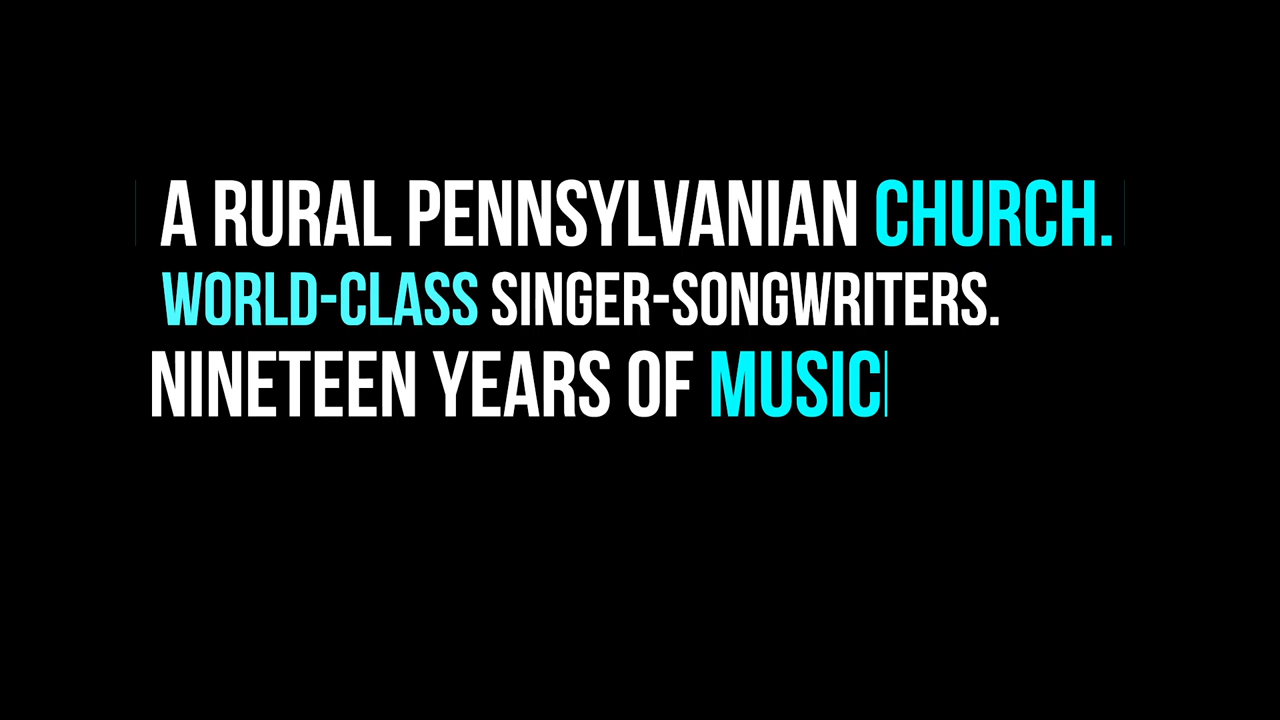 A RURAL PENNSYLVANIAN CHURCH.
WORLD-CLASS SINGER-SONGWRITERS.
NINETEEN YEARS OF MUSIC